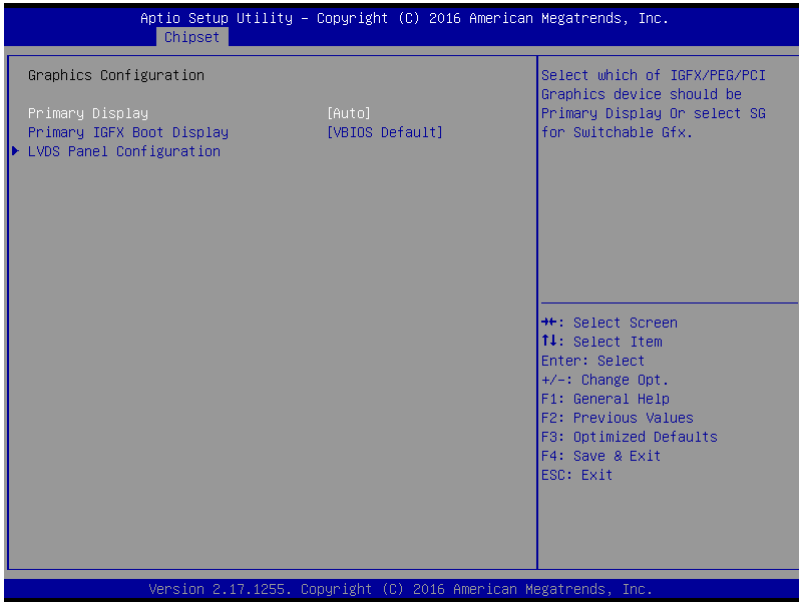 Aptio Setup Utility – Copyright (C) 2016 American Megatrends, Inc.
Chipset
Graphics Configuration
Primary Display [Auto]
Primary IGFX Boot Display [VBIOS Default]
LVDS Panel Configuration
Select which of IGFX/PEG/PCI
Graphics device should be
Primary Display Or select SG
for Switchable Gfx.
→←: Select Screen
↑↓: Select Item
Enter: Select
+/-: Change Opt.
F1: General Help
F2: Previous Values
F3: Optimized Defaults
F4: Save & Exit
ESC: Exit
Version 2.17.1255. Copyright (C) 2016 American Megatrends, Inc.